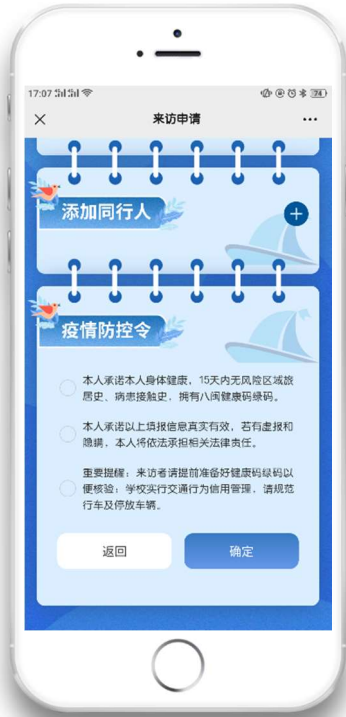 17:07
74
来访申请
添加同行人
疫情防控令
本人承诺本人身体健康，15天内无风险区域旅
居史、病患接触史，拥有八闽健康码绿码。
本人承诺以上填报信息真实有效，若有虚报和
隐瞒，本人将依法承担相关法律责任。
重要提醒：来访者请提前准备好健康码绿码以
便核验；学校实行交通行为信用管理，请规范
行车及停放车辆。
返回
确定